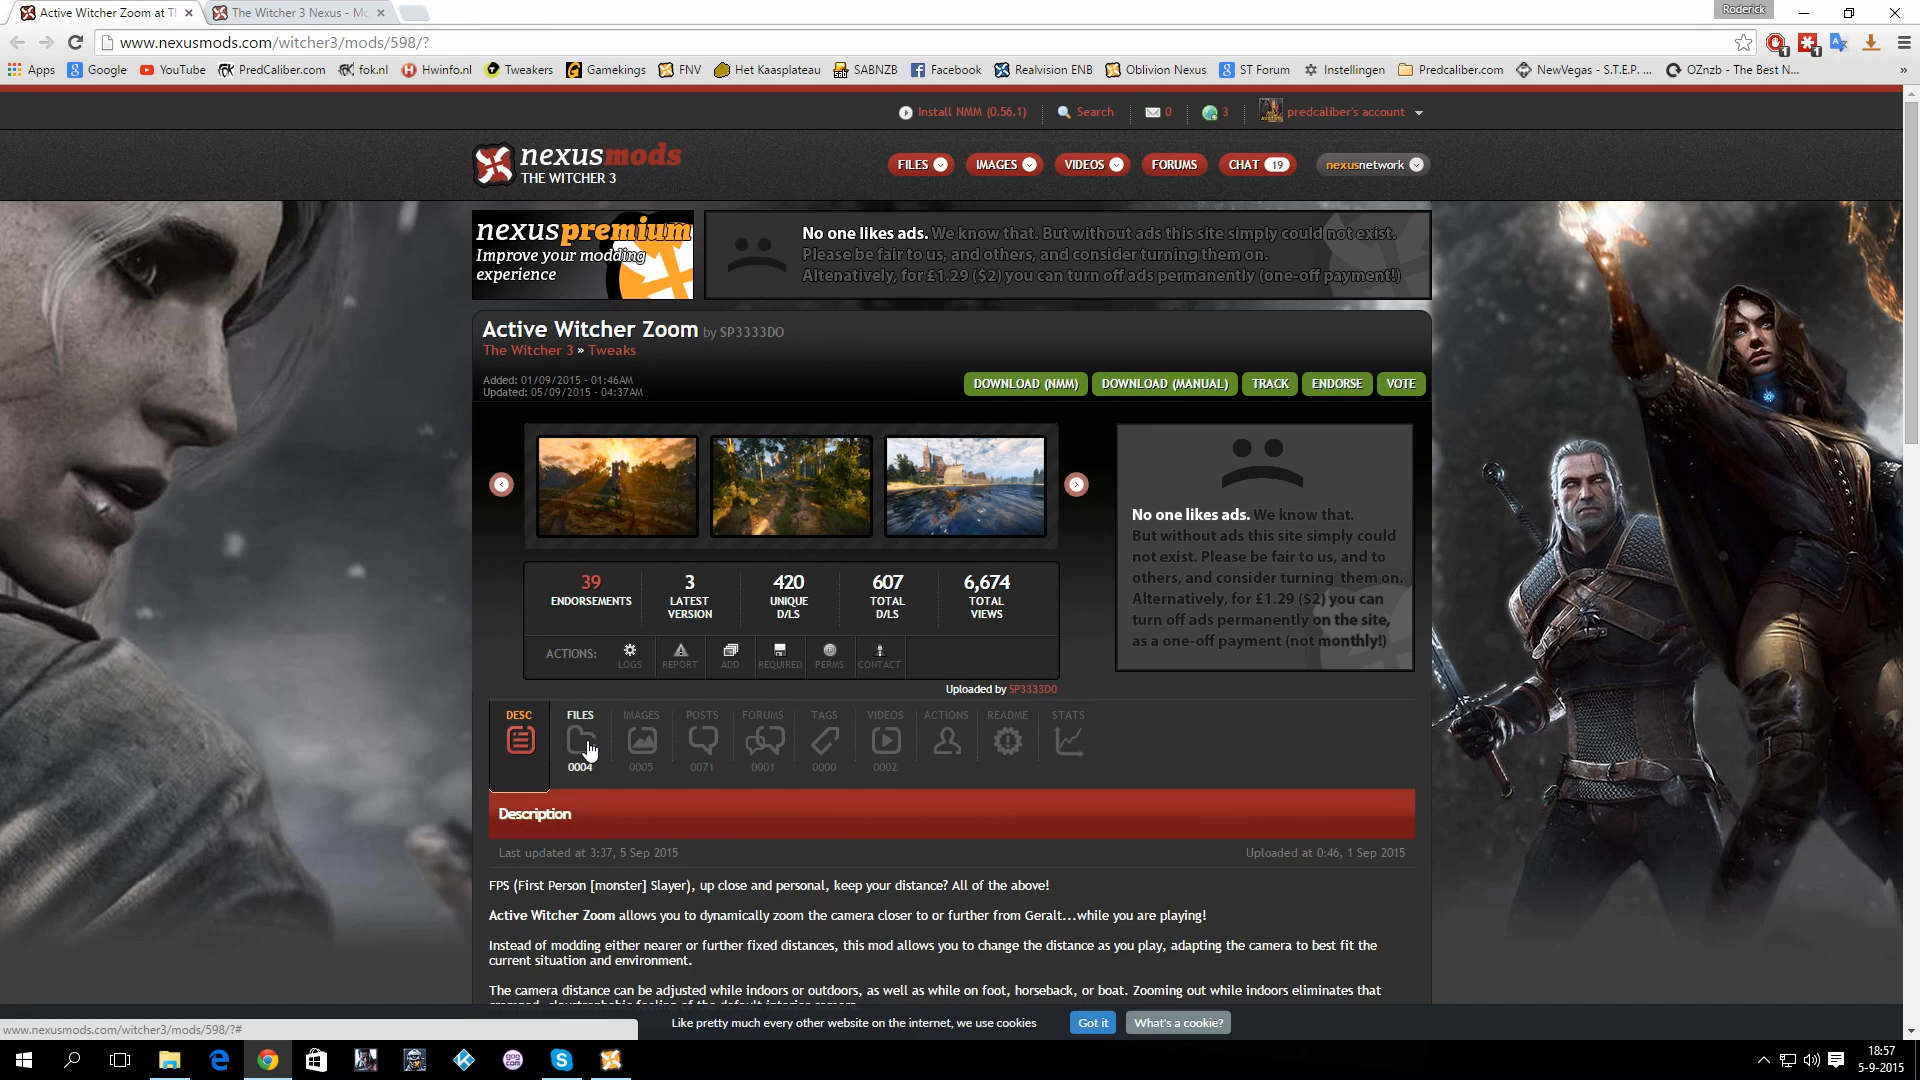 Active Witcher Zoom at T
The Witcher 3 Nexus - Mo
Roderick
www.nexusmods.com/witcher3/mods/598/?
1
1
Apps Google YouTube PredCaliber.com fok.nl Hwinfo.nl Tweakers Gamekings FNV Het Kaasplateau SABNZB Facebook Realvision ENB Oblivion Nexus ST Forum Instellingen Predcaliber.com NewVegas - S.T.E.P. ... OZnzb - The Best N... »
Install NMM (0.56.1) Search 0 3 predcaliber's account
nexusmods
THE WITCHER 3
FILES IMAGES VIDEOS FORUMS CHAT 19 nexusnetwork
nexuspremium
Improve your modding
experience
No one likes ads. We know that. But without ads this site simply could not exist.
Please be fair to us, and others, and consider turning them on.
Altenatively, for £1.29 ($2) you can turn off ads permanently (one-off payment!)
Active Witcher Zoom by SP3333DO
The Witcher 3 » Tweaks
Added: 01/09/2015 - 01:46AM
Updated: 05/09/2015 - 04:37AM
DOWNLOAD (NMM) DOWNLOAD (MANUAL) TRACK ENDORSE VOTE
No one likes ads. We know that.
But without ads this site simply could
not exist. Please be fair to us, and to
others, and consider turning them on.
Alternatively, for £1.29 ($2) you can
turn off ads permanently on the site,
as a one-off payment (not monthly!)
39 3 420 607 6,674
ENDORSEMENTS LATEST VERSION UNIQUE D/LS TOTAL D/LS TOTAL VIEWS
ACTIONS: LOGS REPORT ADD REQUIRED PERMS CONTACT
Uploaded by SP3333DO
DESC FILES IMAGES POSTS FORUMS TAGS VIDEOS ACTIONS README STATS
0004 0005 0071 0001 0000 0002
Description
Last updated at 3:37, 5 Sep 2015 Uploaded at 0:46, 1 Sep 2015
FPS (First Person [monster] Slayer), up close and personal, keep your distance? All of the above!
Active Witcher Zoom allows you to dynamically zoom the camera closer to or further from Geralt...while you are playing!
Instead of modding either nearer or further fixed distances, this mod allows you to change the distance as you play, adapting the camera to best fit the
current situation and environment.
The camera distance can be adjusted while indoors or outdoors, as well as while on foot, horseback, or boat. Zooming out while indoors eliminates that
Like pretty much every other website on the internet, we use cookies Got it What's a cookie?
www.nexusmods.com/witcher3/mods/598/?#
18:57
5-9-2015